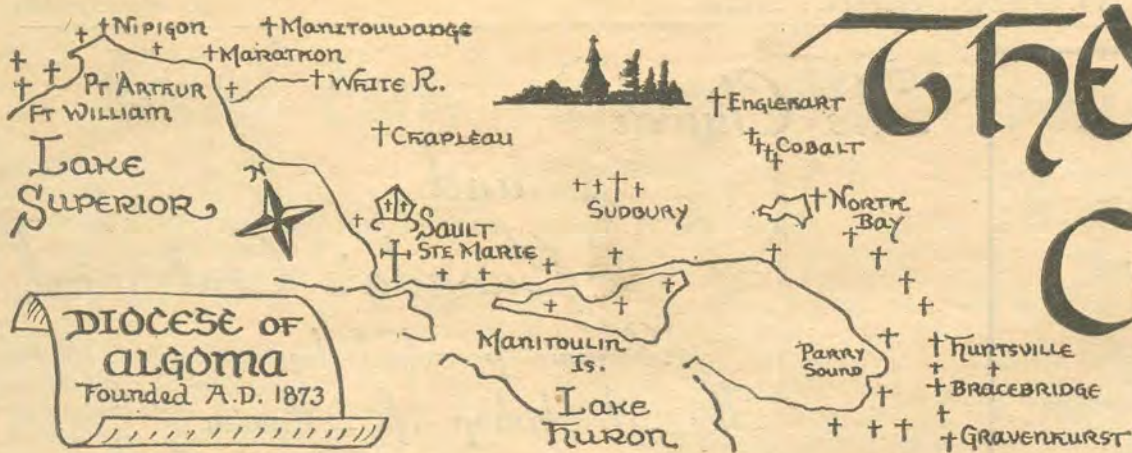 The
C
Nipigon
Manitouwadge
Marathon
White R.
Pt Arthur
Ft William
Lake
Superior
N
Chapleau
Englehart
Cobalt
Sudbury
North
Bay
Sault
Ste Marie
Manitoulin
Is.
Lake
Huron
Parry
Sound
Huntsville
Bracebridge
Gravenhurst
DIOCESE OF
ALGOMA
Founded A.D. 1873